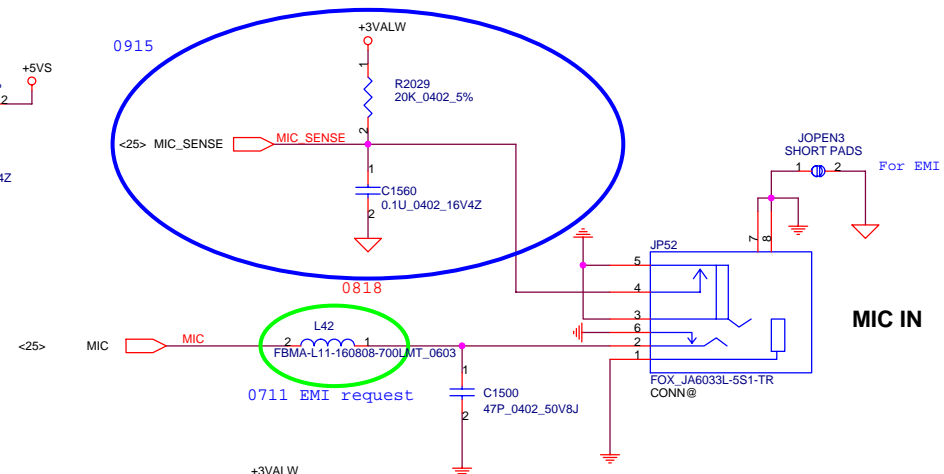 0915
+3VALW
+5VS
2
4Z
1
R2029
20K_0402_5%
2
<25> MIC_SENSE
MIC_SENSE
1
C1560
0.1U_0402_16V4Z
2
0818
JOPEN3
SHORT PADS
1 2
For EMI
7
8
JP52
5
4
3
6
2
1
MIC IN
FOX_JA6033L-5S1-TR
CONN@
<25>
MIC
MIC
L42
2 1
FBMA-L11-160808-700LMT_0603
0711 EMI request
1
C1500
47P_0402_50V8J
2
+3VALW